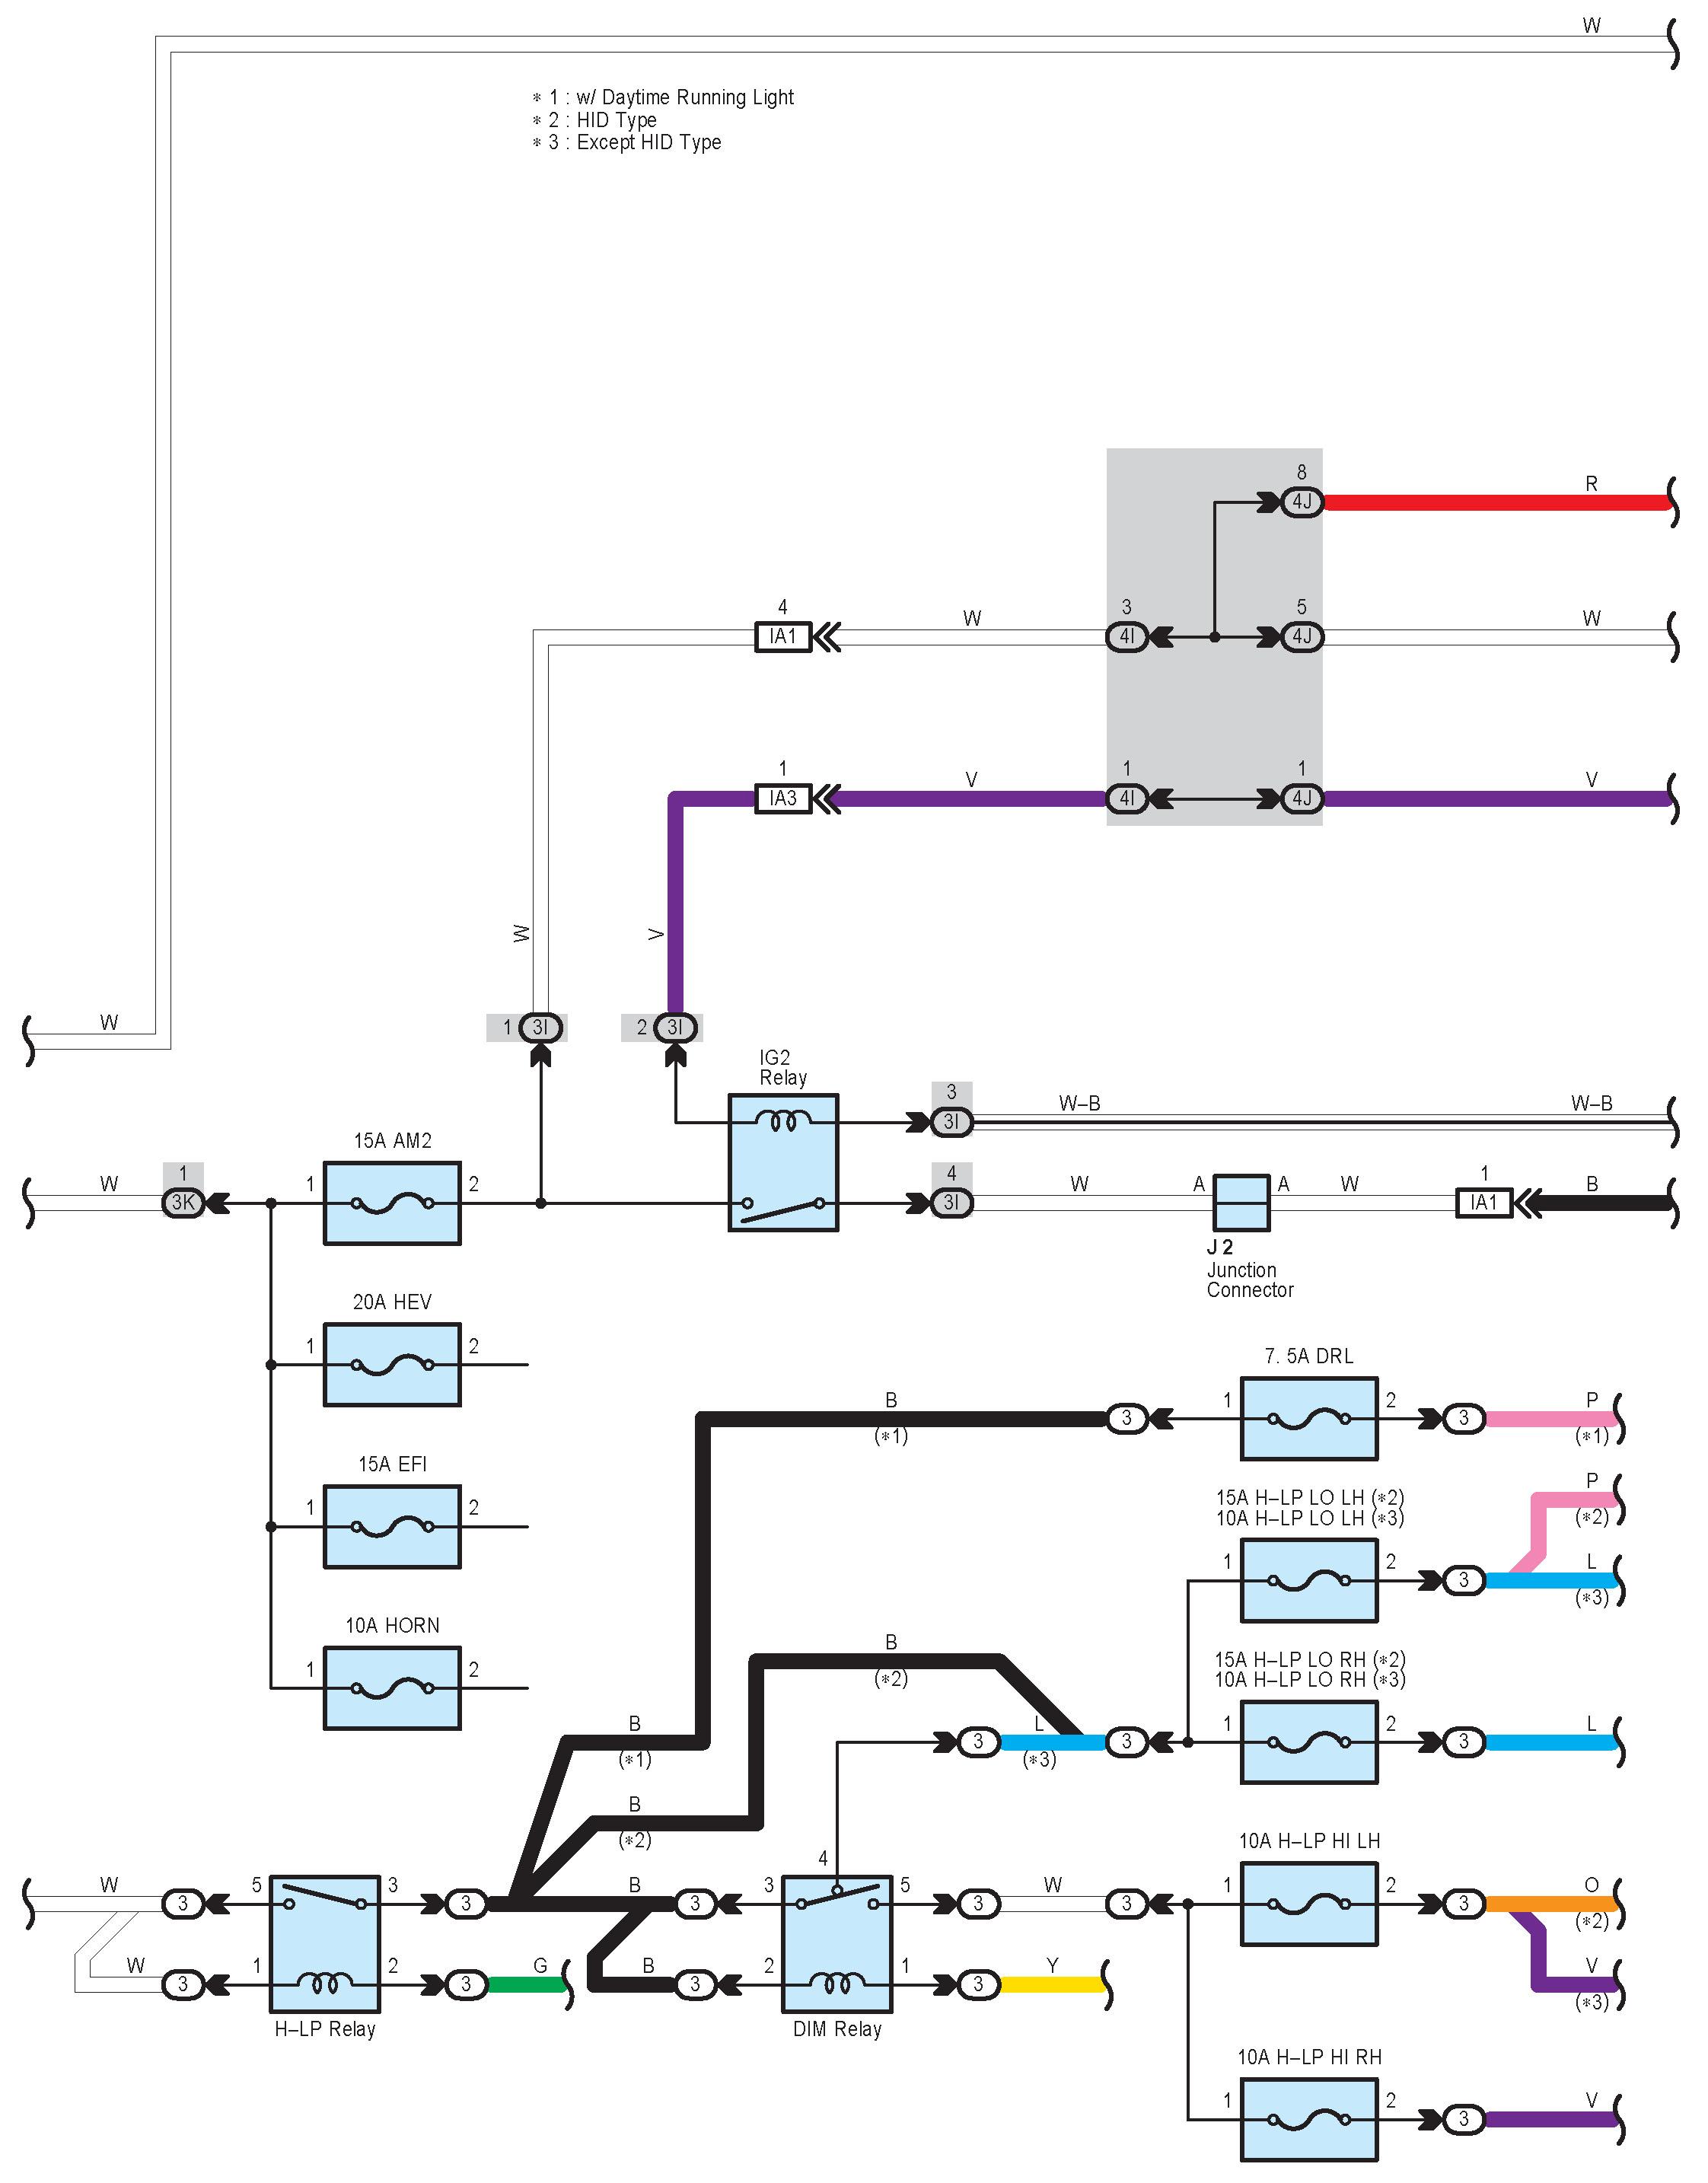 W
* 1 : w/ Daytime Running Light
* 2 : HID Type
* 3 : Except HID Type
8
4J
R
4
IA1
W
3
4I
5
4J
W
1
IA3
V
1
4I
1
4J
V
W
V
W
1
3I
2
3I
IG2
Relay
3
3I
W–B
W–B
15A AM2
W
1
3K
1
2
4
3I
W
A
A
W
1
IA1
B
J 2
Junction
Connector
20A HEV
1
2
7. 5A DRL
B
(*1)
3
1
2
3
P
(*1)
15A EFI
1
2
15A H–LP LO LH (*2)
10A H–LP LO LH (*3)
P
(*2)
1
2
3
L
(*3)
10A HORN
1
2
B
(*2)
15A H–LP LO RH (*2)
10A H–LP LO RH (*3)
B
(*1)
3
L
(*3)
3
1
2
3
L
B
(*2)
10A H–LP HI LH
W
3
5
3
3
B
3
3
4
5
3
W
3
1
2
3
O
(*2)
W
3
1
2
3
G
B
3
2
1
3
Y
V
(*3)
H–LP Relay
DIM Relay
10A H–LP HI RH
1
2
3
V